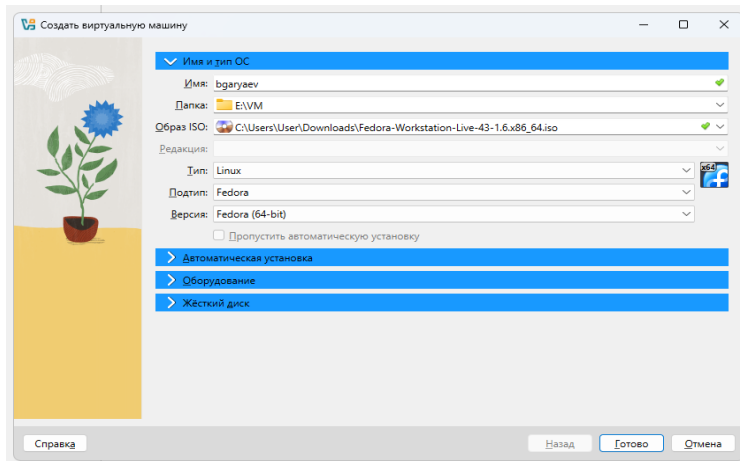 Создать виртуальную машину
Имя и тип ОС
Имя: bgaryaev
Папка: E:\VM
Образ ISO: C:\Users\User\Downloads\Fedora-Workstation-Live-43-1.6.x86_64.iso
Редакция:
Тип: Linux
x64
Подтип: Fedora
Версия: Fedora (64-bit)
Пропустить автоматическую установку
Автоматическая установка
Оборудование
Жёсткий диск
Справка Назад Готово Отмена